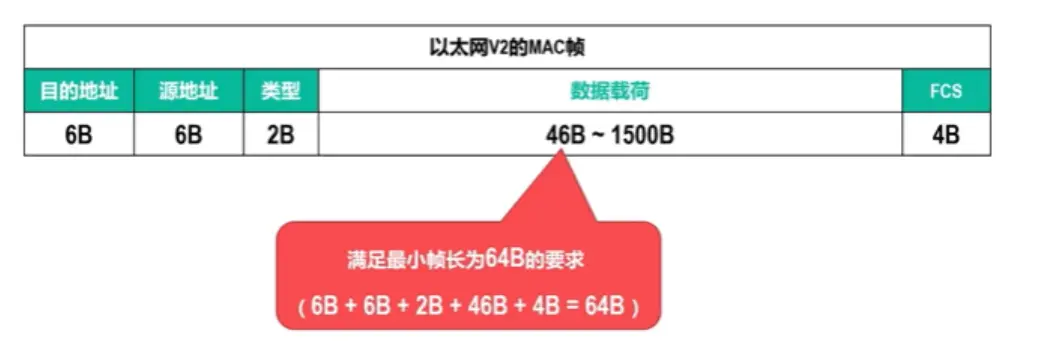 以太网V2的MAC帧
目的地址 源地址 类型 数据载荷 FCS
6B 6B 2B 46B ~ 1500B 4B
满足最小帧长为64B的要求
（6B + 6B + 2B + 46B + 4B = 64B）